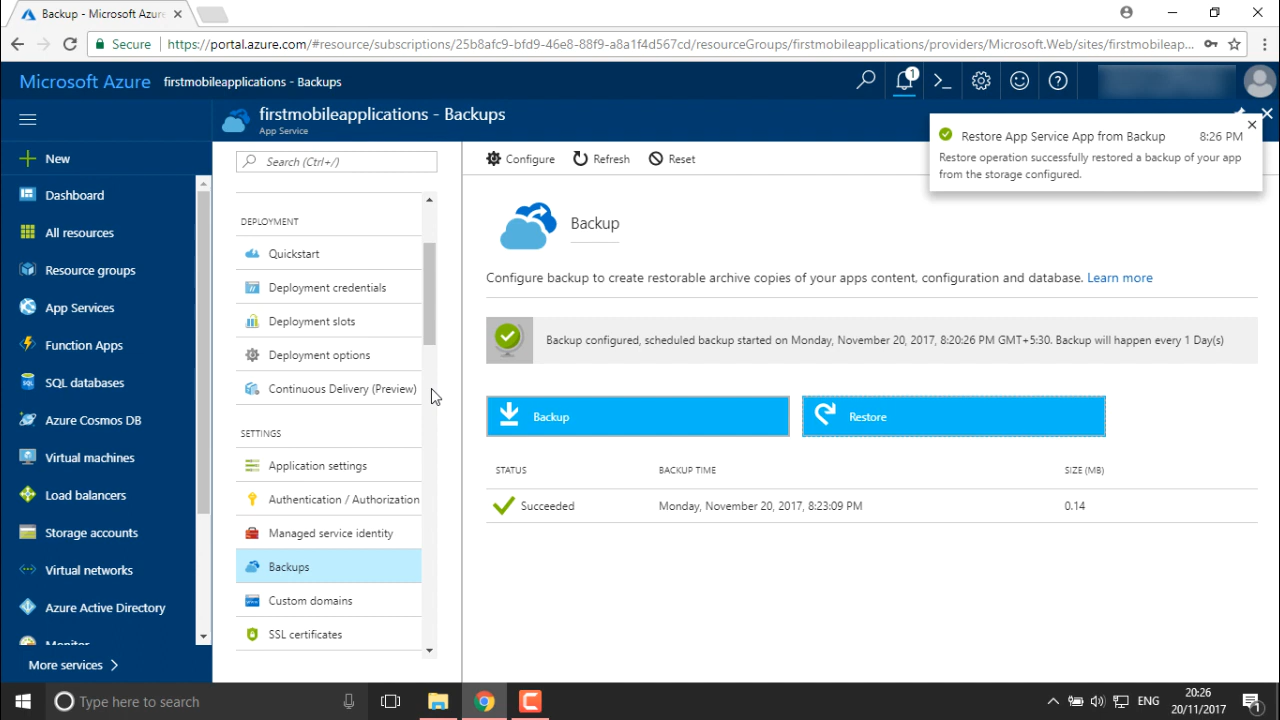 Backup - Microsoft Azur
Secure
https://portal.azure.com/#resource/subscriptions/25b8afc9-bfd9-46e8-88f9-a8a1f4d567cd/resourceGroups/firstmobileapplications/providers/Microsoft.Web/sites/firstmobileap...
Microsoft Azure
firstmobileapplications - Backups
1
firstmobileapplications - Backups
App Service
Restore App Service App from Backup
8:26 PM
Restore operation successfully restored a backup of your app
from the storage configured.
New
Dashboard
All resources
Resource groups
App Services
Function Apps
SQL databases
Azure Cosmos DB
Virtual machines
Load balancers
Storage accounts
Virtual networks
Azure Active Directory
Monitor
More services
Search (Ctrl+/)
DEPLOYMENT
Quickstart
Deployment credentials
Deployment slots
Deployment options
Continuous Delivery (Preview)
SETTINGS
Application settings
Authentication / Authorization
Managed service identity
Backups
Custom domains
SSL certificates
Configure
Refresh
Reset
Backup
Configure backup to create restorable archive copies of your apps content, configuration and database. Learn more
Backup configured, scheduled backup started on Monday, November 20, 2017, 8:20:26 PM GMT+5:30. Backup will happen every 1 Day(s)
Backup
Restore
STATUS
BACKUP TIME
SIZE (MB)
Succeeded
Monday, November 20, 2017, 8:23:09 PM
0.14
Type here to search
ENG
20:26
20/11/2017
1